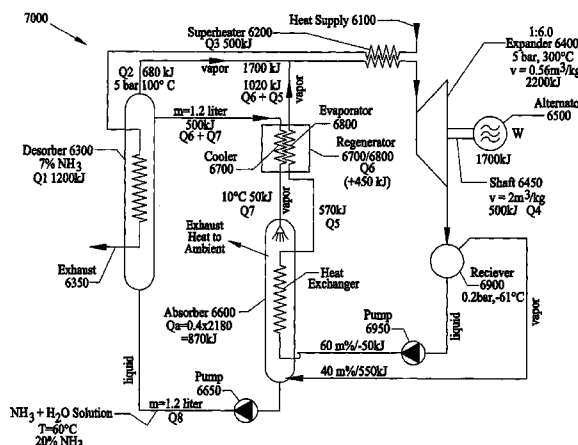 7000
Heat Supply 6100
Superheater 6200
Q3 500kJ
1:6.0
Expander 6400
5 bar, 300°C
v = 0.56m³/kg
2200kJ
Q2
5 bar
680 kJ
100° C
vapor
1700 kJ
1020 kJ
Q6 + Q5
vapor
m=1.2 liter
500kJ
Q6 + Q7
Evaporator
6800
Alternator
6500
W
1700kJ
Desorber 6300
7% NH3
Q1 1200kJ
Cooler
6700
Regenerator
6700/6800
Q6
(+450 kJ)
Shaft 6450
v = 2m³/kg
500kJ Q4
10°C 50kJ
Q7
vapor
570kJ
Q5
Exhaust
Heat to
Ambient
Exhaust
6350
Heat
Exchanger
Reciever
6900
0.2bar,-61°C
Absorber 6600
Qa=0.4x2180
=870kJ
Pump
6950
liquid
vapor
60 m%/-50kJ
40 m%/550kJ
liquid
Pump
6650
NH3 + H2O Solution
T=60°C
20% NH3
m=1.2 liter
Q8